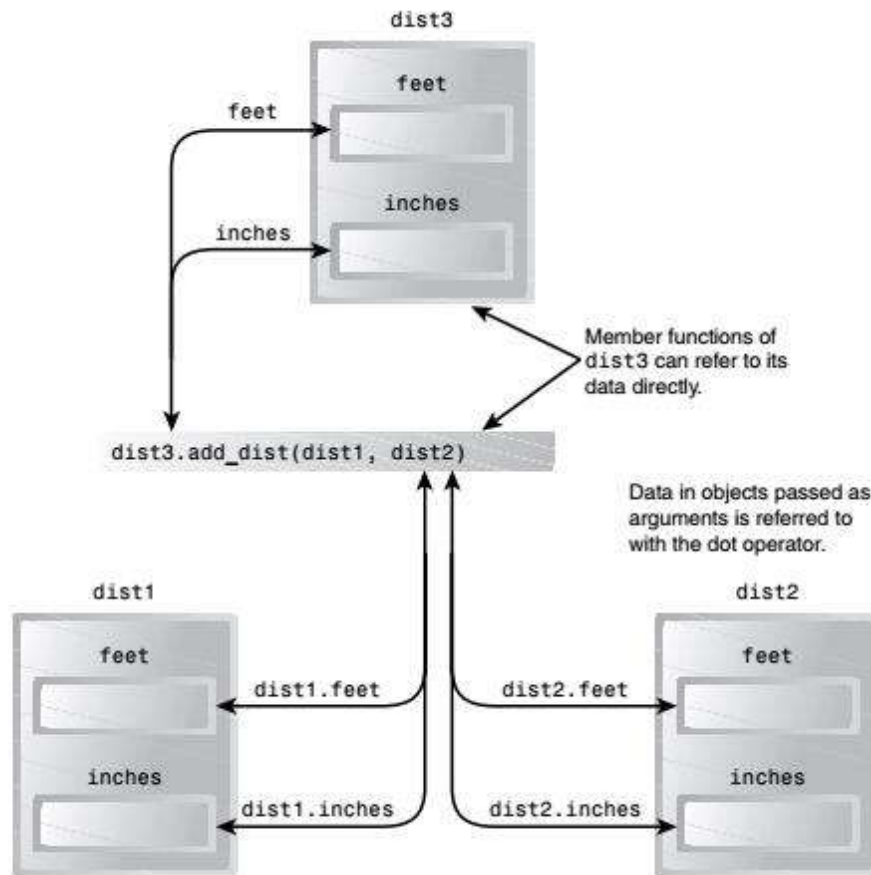 dist3
feet
feet
inches
inches
Member functions of
dist3 can refer to its
data directly.
dist3.add_dist(dist1, dist2)
Data in objects passed as
arguments is referred to
with the dot operator.
dist1
dist2
feet
feet
dist1.feet
dist2.feet
inches
inches
dist1.inches
dist2.inches